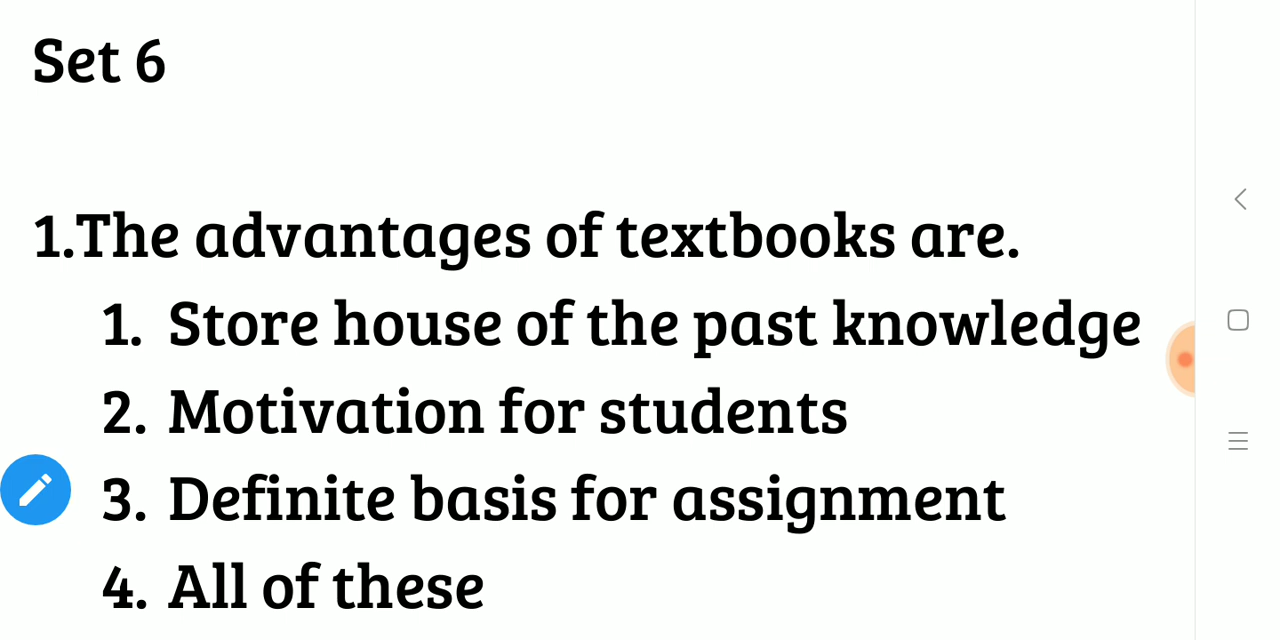 Set 6
1.The advantages of textbooks are.
1. Store house of the past knowledge
2. Motivation for students
3. Definite basis for assignment
4. All of these